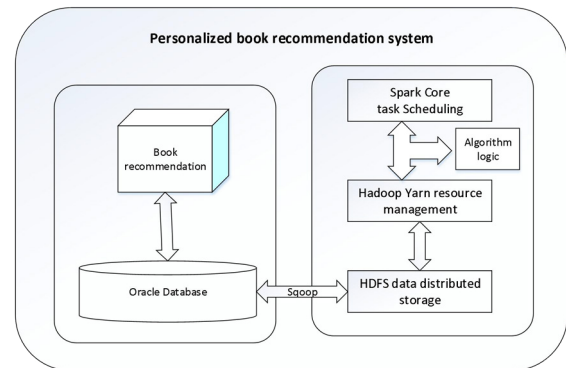 Personalized book recommendation system
Book
recommendation
Oracle Database
Sqoop
Spark Core
task Scheduling
Algorithm
logic
Hadoop Yarn resource
management
HDFS data distributed
storage